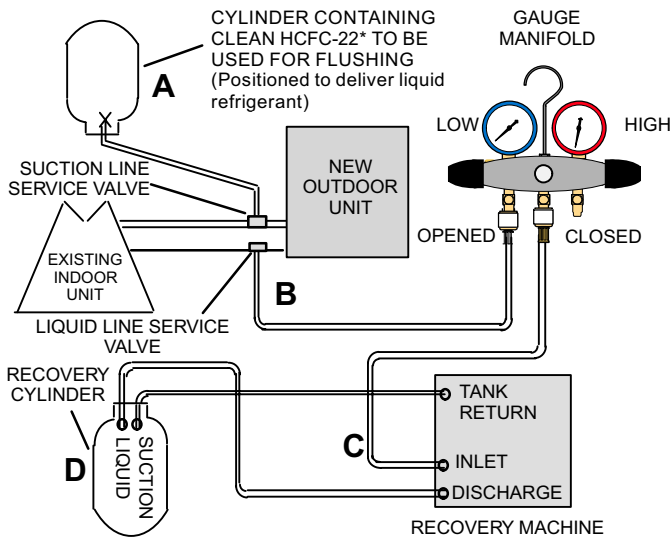 CYLINDER CONTAINING
CLEAN HCFC-22* TO BE
USED FOR FLUSHING
(Positioned to deliver liquid
refrigerant)
A
GAUGE
MANIFOLD
LOW
HIGH
SUCTION LINE
SERVICE VALVE
NEW
OUTDOOR
UNIT
EXISTING
INDOOR
UNIT
OPENED
CLOSED
B
LIQUID LINE SERVICE
VALVE
RECOVERY
CYLINDER
D
LIQUID
SUCTION
C
TANK
RETURN
INLET
DISCHARGE
RECOVERY MACHINE